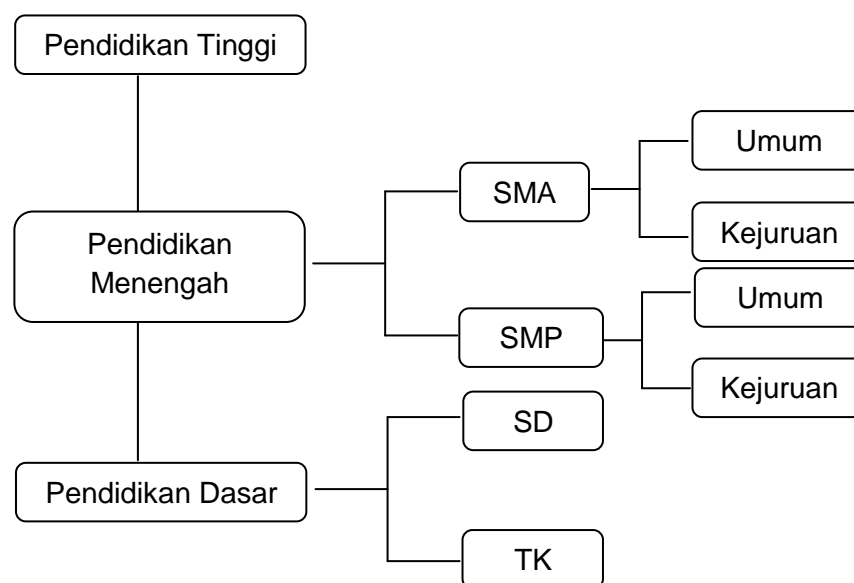 Pendidikan Tinggi
Umum
SMA
Kejuruan
Pendidikan
Menengah
Umum
SMP
Kejuruan
SD
Pendidikan Dasar
TK